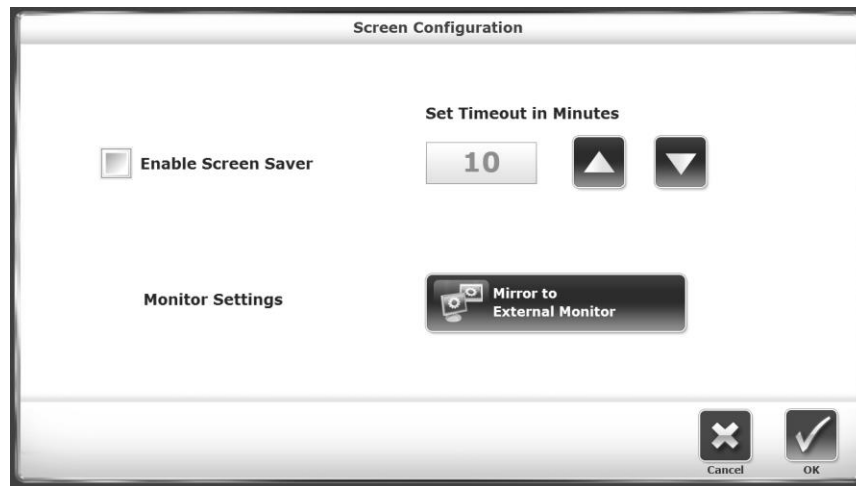 Screen Configuration
Set Timeout in Minutes
Enable Screen Saver
10
Monitor Settings
Mirror to
External Monitor
Cancel
OK